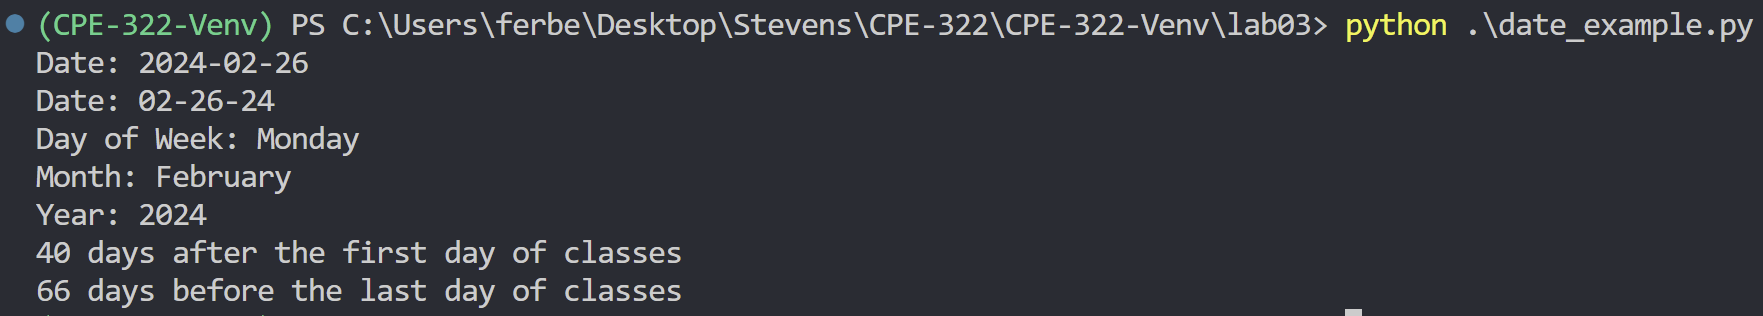 (CPE-322-Venv) PS C:\Users\ferbe\Desktop\Stevens\CPE-322\CPE-322-Venv\lab03> python .\date_example.py
Date: 2024-02-26
Date: 02-26-24
Day of Week: Monday
Month: February
Year: 2024
40 days after the first day of classes
66 days before the last day of classes